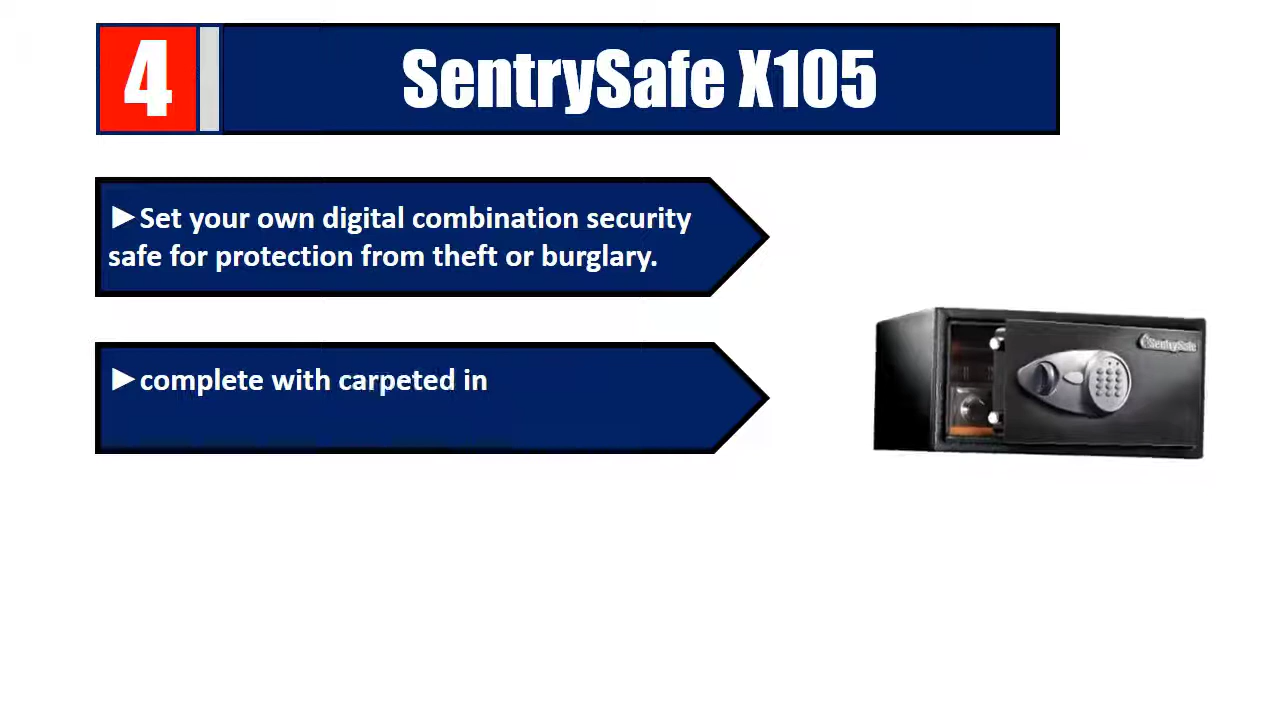 4
SentrySafe X105
►Set your own digital combination security
safe for protection from theft or burglary.
►complete with carpeted in
SentrySafe